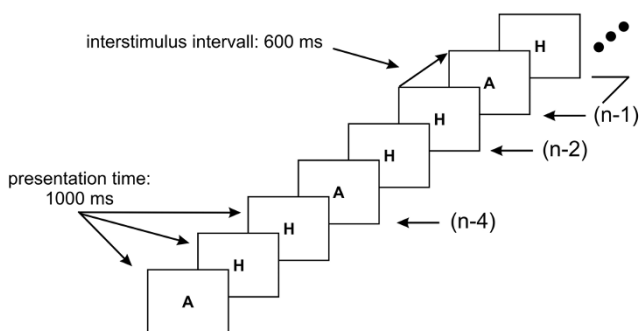 H
interstimulus intervall: 600 ms
A
(n-1)
H
(n-2)
H
presentation time:
1000 ms
A
(n-4)
H
H
A